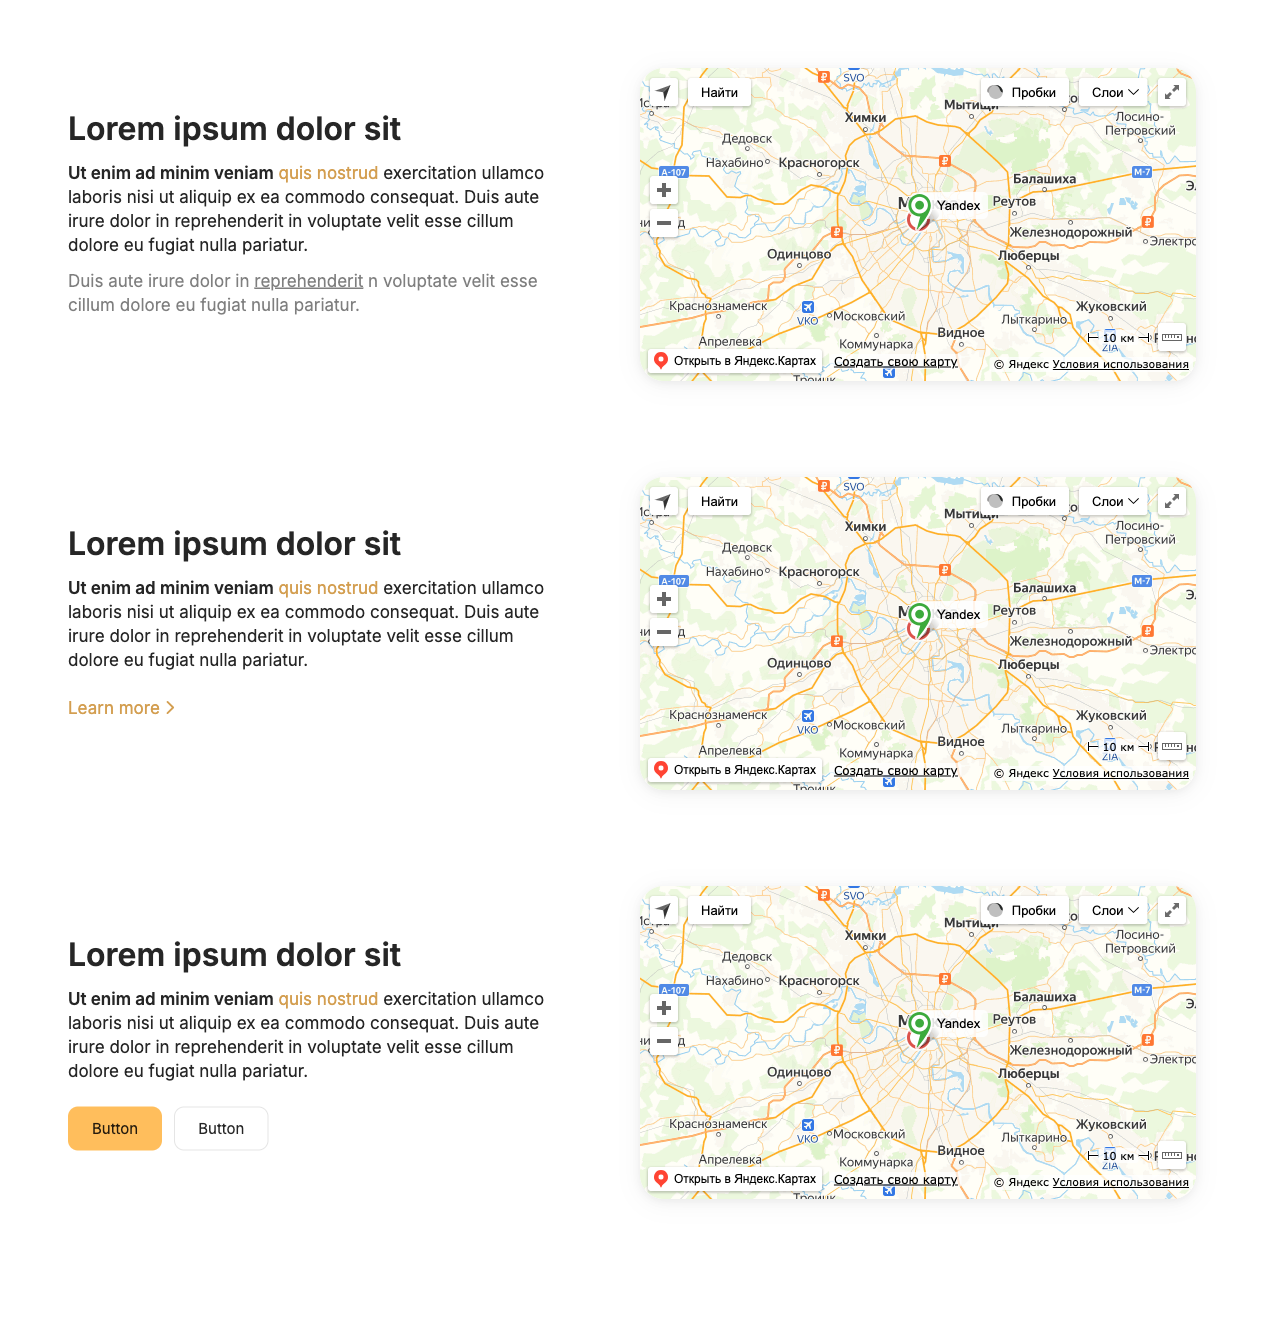 Lorem ipsum dolor sit
Ut enim ad minim veniam quis nostrud exercitation ullamco
laboris nisi ut aliquip ex ea commodo consequat. Duis aute
irure dolor in reprehenderit in voluptate velit esse cillum
dolore eu fugiat nulla pariatur.
Duis aute irure dolor in reprehenderit n voluptate velit esse
cillum dolore eu fugiat nulla pariatur.
SVO
Найти
Пробки
Слои
Мытищи
Химки
Лосино-
Петровский
Дедовск
Нахабино
Красногорск
А-107
М-7
Балашиха
Реутов
Yandex
Железнодорожный
Электро
Одинцово
Люберцы
Краснознаменск
VKO
Московский
Жуковский
Лыткарино
Видное
10 км
ZIA
Апрелевка
Коммунарка
Открыть в Яндекс.Картах
Создать свою карту
© Яндекс Условия использования
Троицк
Lorem ipsum dolor sit
Ut enim ad minim veniam quis nostrud exercitation ullamco
laboris nisi ut aliquip ex ea commodo consequat. Duis aute
irure dolor in reprehenderit in voluptate velit esse cillum
dolore eu fugiat nulla pariatur.
Learn more
SVO
Найти
Пробки
Слои
Мытищи
Химки
Лосино-
Петровский
Дедовск
Нахабино
Красногорск
А-107
М-7
Балашиха
Реутов
Yandex
Железнодорожный
Электро
Одинцово
Люберцы
Краснознаменск
VKO
Московский
Жуковский
Лыткарино
Видное
10 км
ZIA
Апрелевка
Коммунарка
Открыть в Яндекс.Картах
Создать свою карту
© Яндекс Условия использования
Троицк
Lorem ipsum dolor sit
Ut enim ad minim veniam quis nostrud exercitation ullamco
laboris nisi ut aliquip ex ea commodo consequat. Duis aute
irure dolor in reprehenderit in voluptate velit esse cillum
dolore eu fugiat nulla pariatur.
Button
Button
SVO
Найти
Пробки
Слои
Мытищи
Химки
Лосино-
Петровский
Дедовск
Нахабино
Красногорск
А-107
М-7
Балашиха
Реутов
Yandex
Железнодорожный
Электро
Одинцово
Люберцы
Краснознаменск
VKO
Московский
Жуковский
Лыткарино
Видное
10 км
ZIA
Апрелевка
Коммунарка
Открыть в Яндекс.Картах
Создать свою карту
© Яндекс Условия использования
Троицк